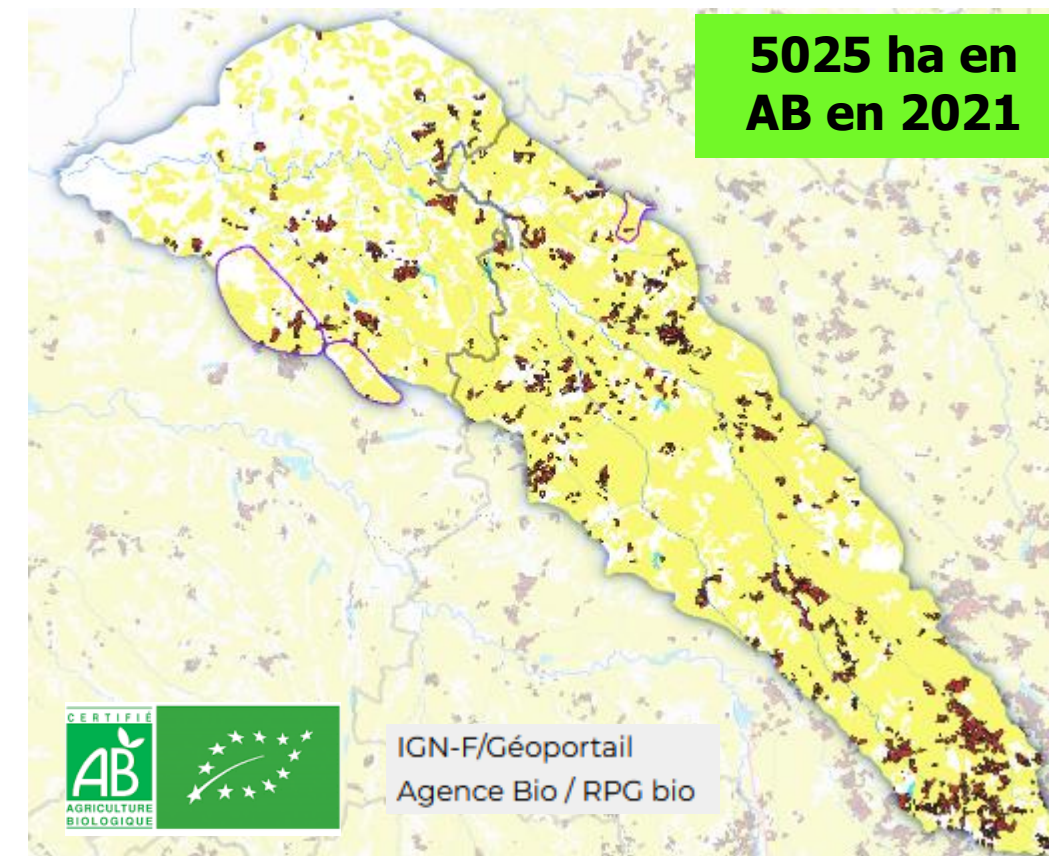 5025 ha en
AB en 2021
CERTIFIÉ
AB
AGRICULTURE
BIOLOGIQUE
IGN-F/Géoportail
Agence Bio / RPG bio